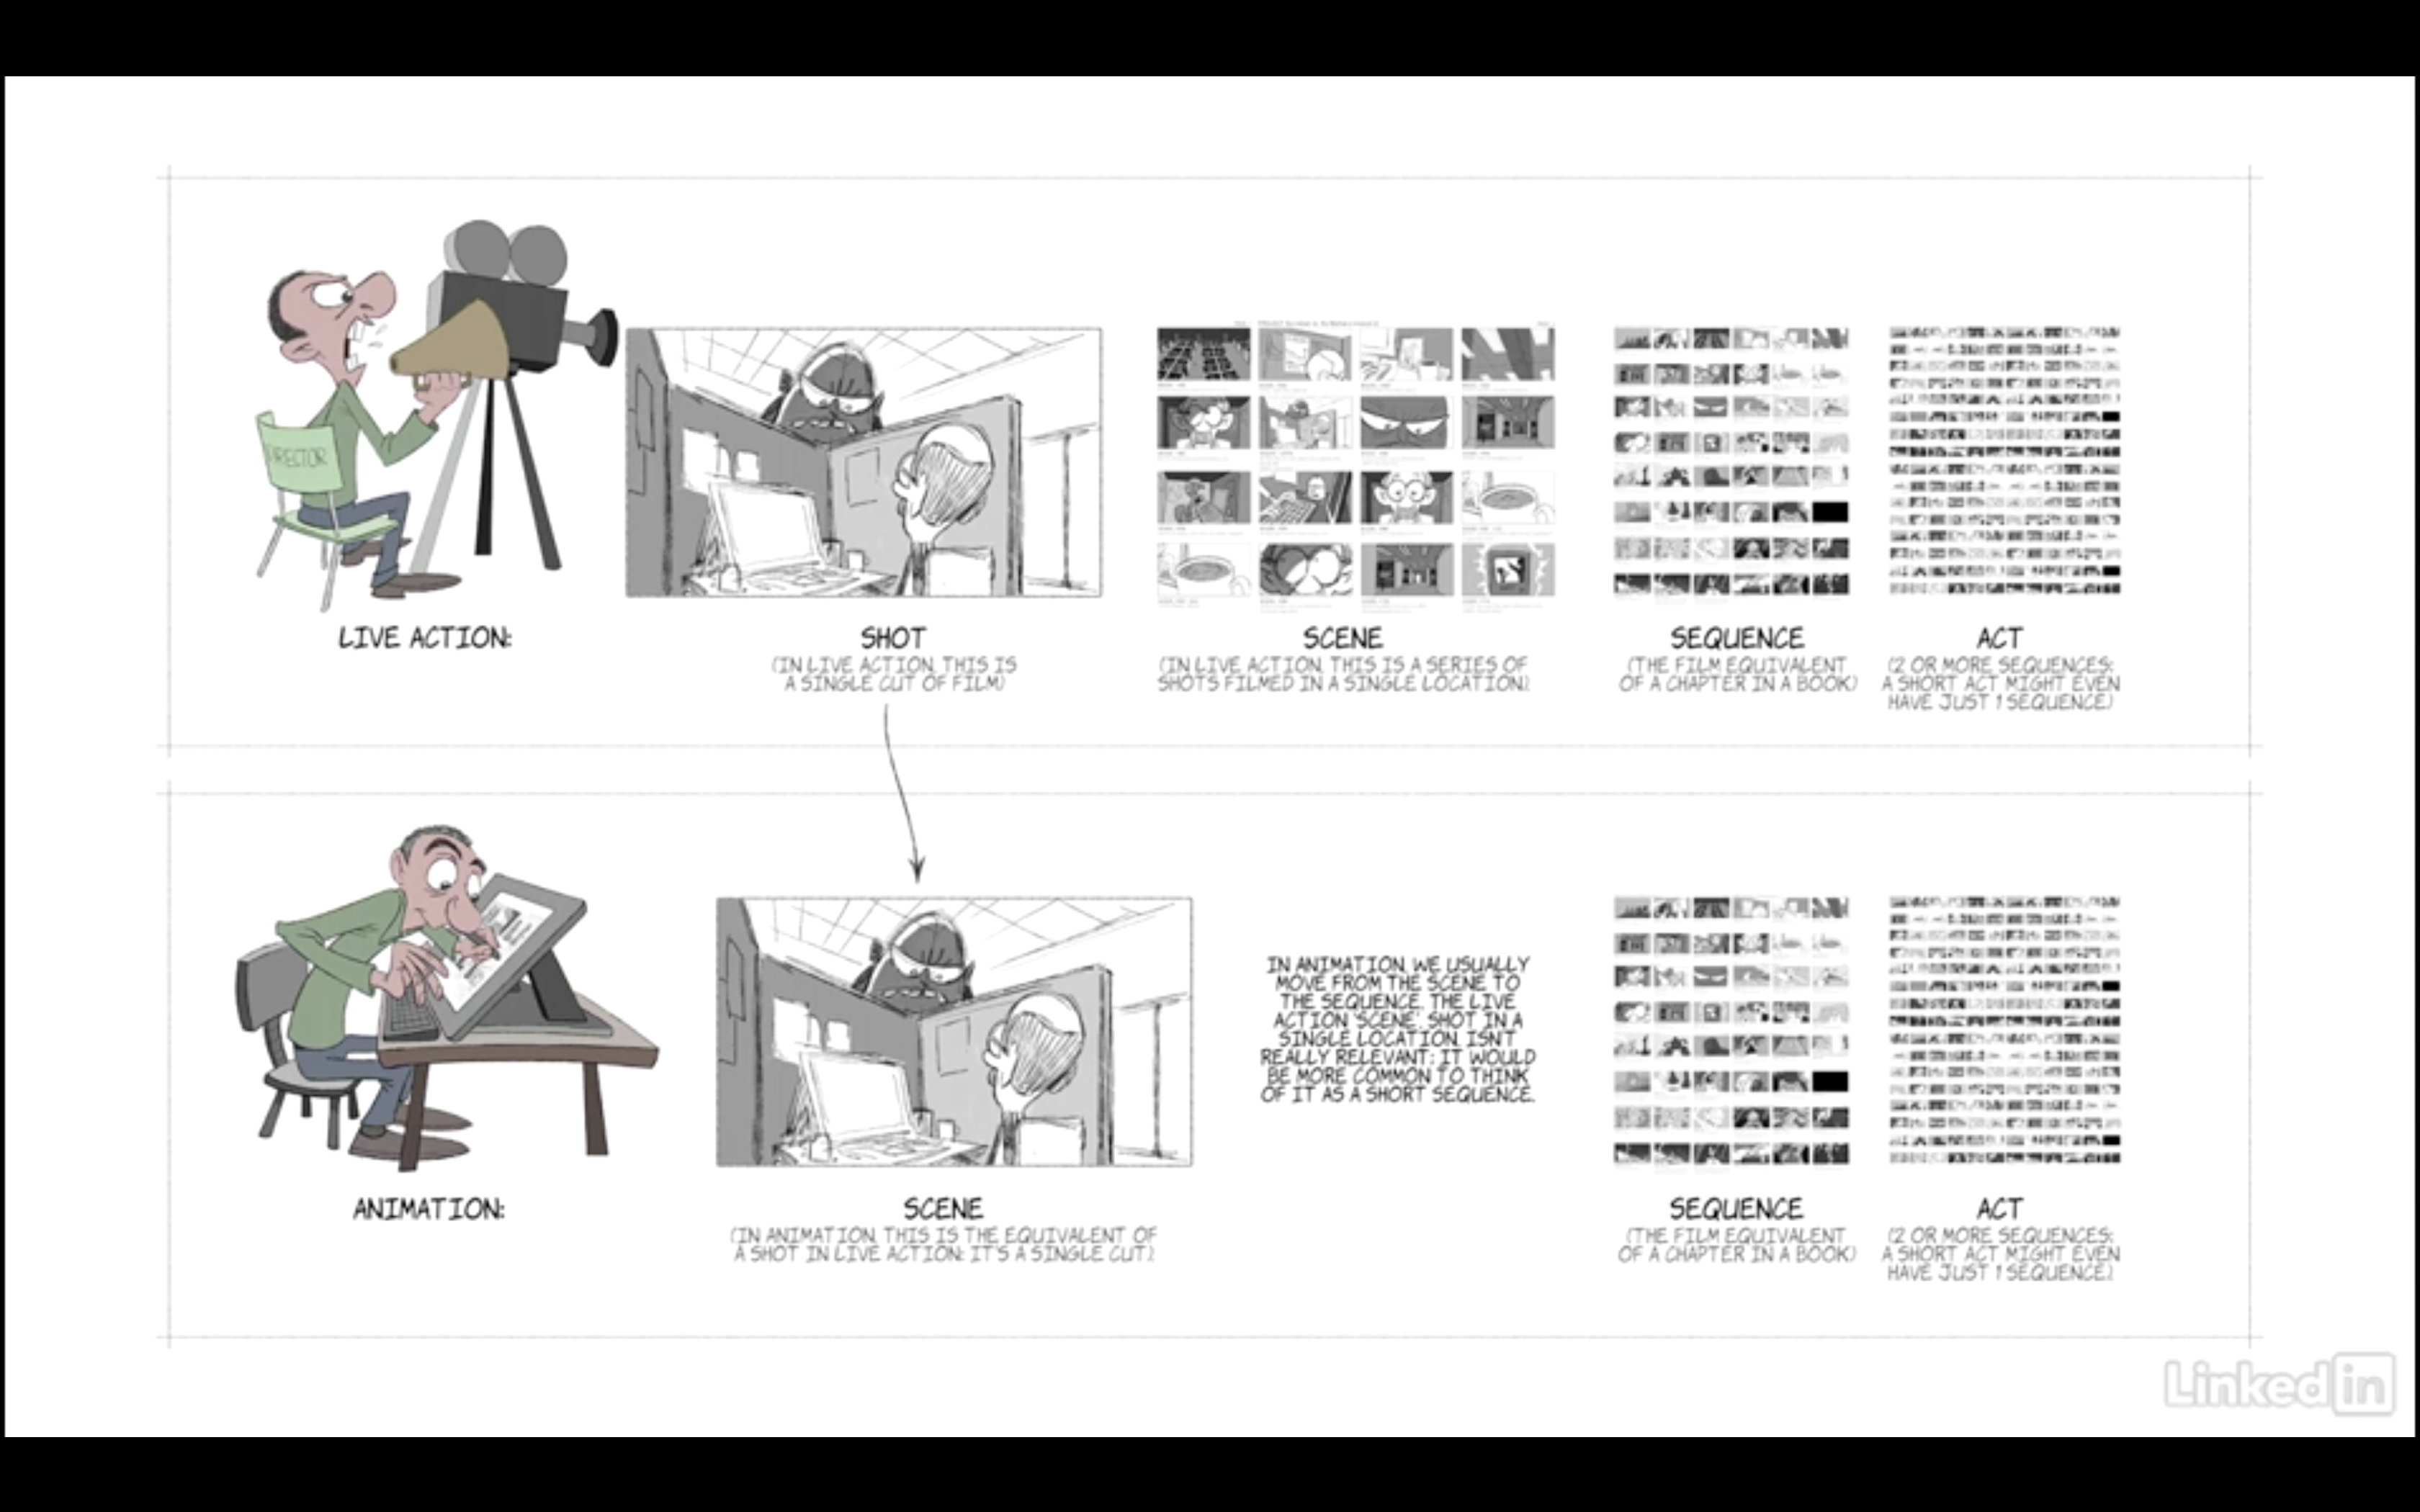 DIRECTOR
LIVE ACTION:
SHOT
(IN LIVE ACTION, THIS IS
A SINGLE CUT OF FILM)
SCENE
(IN LIVE ACTION, THIS IS A SERIES OF
SHOTS FILMED IN A SINGLE LOCATION).
SEQUENCE
(THE FILM EQUIVALENT
OF A CHAPTER IN A BOOK)
ACT
(2 OR MORE SEQUENCES:
A SHORT ACT MIGHT EVEN
HAVE JUST 1 SEQUENCE)
ANIMATION:
SCENE
(IN ANIMATION, THIS IS THE EQUIVALENT OF
A SHOT IN LIVE ACTION: IT'S A SINGLE CUT).
IN ANIMATION, WE USUALLY
MOVE FROM THE SCENE TO
THE SEQUENCE. THE LIVE
ACTION 'SCENE', SHOT IN A
SINGLE LOCATION, ISN'T
REALLY RELEVANT: IT WOULD
BE MORE COMMON TO THINK
OF IT AS A SHORT SEQUENCE.
SEQUENCE
(THE FILM EQUIVALENT
OF A CHAPTER IN A BOOK)
ACT
(2 OR MORE SEQUENCES:
A SHORT ACT MIGHT EVEN
HAVE JUST 1 SEQUENCE).
Linked in